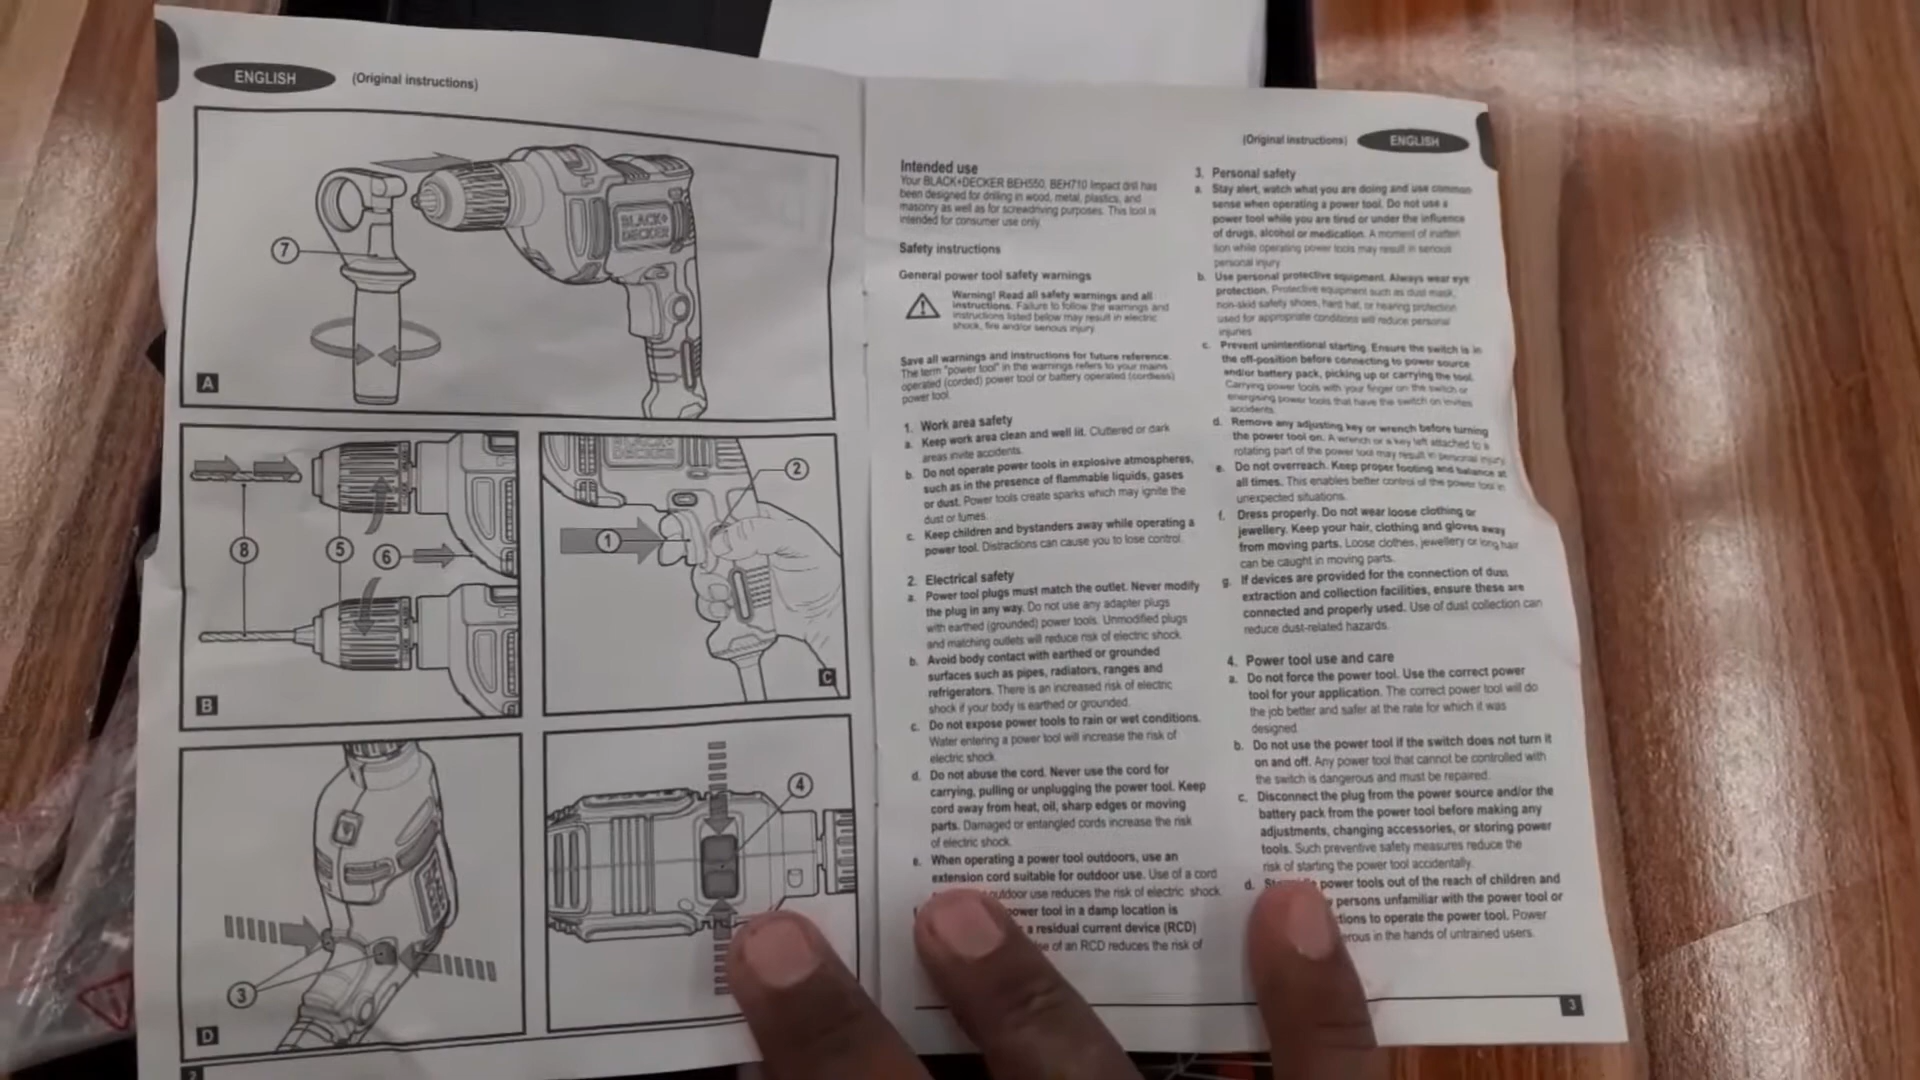 ENGLISH
(Original instructions)
7
BLACK+
DECKER
A
8
5
6
B
2
1
C
3
D
4
2
(Original instructions)
ENGLISH
Intended use
Your BLACK+DECKER BEH550, BEH710 Impact drill has
been designed for drilling in wood, metal, plastics, and
masonry as well as for screwdriving purposes. This tool is
intended for consumer use only.
Safety instructions
General power tool safety warnings
Warning! Read all safety warnings and all
instructions. Failure to follow the warnings and
instructions listed below may result in electric
shock, fire and/or serious injury.
Save all warnings and instructions for future reference.
The term "power tool" in the warnings refers to your mains
operated (corded) power tool or battery operated (cordless)
power tool.
1. Work area safety
a. Keep work area clean and well lit. Cluttered or dark
areas invite accidents.
b. Do not operate power tools in explosive atmospheres,
such as in the presence of flammable liquids, gases
or dust. Power tools create sparks which may ignite the
dust or fumes.
c. Keep children and bystanders away while operating a
power tool. Distractions can cause you to lose control.
2. Electrical safety
a. Power tool plugs must match the outlet. Never modify
the plug in any way. Do not use any adapter plugs
with earthed (grounded) power tools. Unmodified plugs
and matching outlets will reduce risk of electric shock.
b. Avoid body contact with earthed or grounded
surfaces such as pipes, radiators, ranges and
refrigerators. There is an increased risk of electric
shock if your body is earthed or grounded.
c. Do not expose power tools to rain or wet conditions.
Water entering a power tool will increase the risk of
electric shock.
d. Do not abuse the cord. Never use the cord for
carrying, pulling or unplugging the power tool. Keep
cord away from heat, oil, sharp edges or moving
parts. Damaged or entangled cords increase the risk
of electric shock.
e. When operating a power tool outdoors, use an
extension cord suitable for outdoor use. Use of a cord
outdoor use reduces the risk of electric shock.
power tool in a damp location is
a residual current device (RCD)
of an RCD reduces the risk of
3. Personal safety
a. Stay alert, watch what you are doing and use common
sense when operating a power tool. Do not use a
power tool while you are tired or under the influence
of drugs, alcohol or medication. A moment of inatten
tion while operating power tools may result in serious
personal injury.
b. Use personal protective equipment. Always wear eye
protection. Protective equipment such as dust mask,
non-skid safety shoes, hard hat, or hearing protection
used for appropriate conditions will reduce personal
injuries.
c. Prevent unintentional starting. Ensure the switch is in
the off-position before connecting to power source
and/or battery pack, picking up or carrying the tool.
Carrying power tools with your finger on the switch or
energising power tools that have the switch on invites
accidents.
d. Remove any adjusting key or wrench before turning
the power tool on. A wrench or a key left attached to a
rotating part of the power tool may result in personal injury.
e. Do not overreach. Keep proper footing and balance at
all times. This enables better control of the power tool in
unexpected situations.
f. Dress properly. Do not wear loose clothing or
jewellery. Keep your hair, clothing and gloves away
from moving parts. Loose clothes, jewellery or long hair
can be caught in moving parts.
g. If devices are provided for the connection of dust
extraction and collection facilities, ensure these are
connected and properly used. Use of dust collection can
reduce dust-related hazards.
4. Power tool use and care
a. Do not force the power tool. Use the correct power
tool for your application. The correct power tool will do
the job better and safer at the rate for which it was
designed.
b. Do not use the power tool if the switch does not turn it
on and off. Any power tool that cannot be controlled with
the switch is dangerous and must be repaired.
c. Disconnect the plug from the power source and/or the
battery pack from the power tool before making any
adjustments, changing accessories, or storing power
tools. Such preventive safety measures reduce the
risk of starting the power tool accidentally.
d. power tools out of the reach of children and
persons unfamiliar with the power tool or
to operate the power tool. Power
in the hands of untrained users.
3